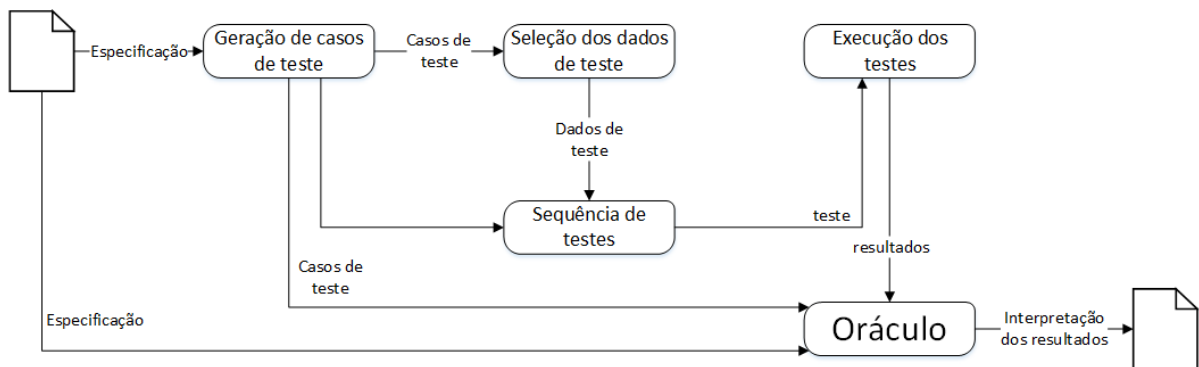 Especificação
Geração de casos
de teste
Casos de
teste
Seleção dos dados
de teste
Execução dos
testes
Dados de
teste
Sequência de
testes
teste
resultados
Casos de
teste
Especificação
Oráculo
Interpretação
dos resultados